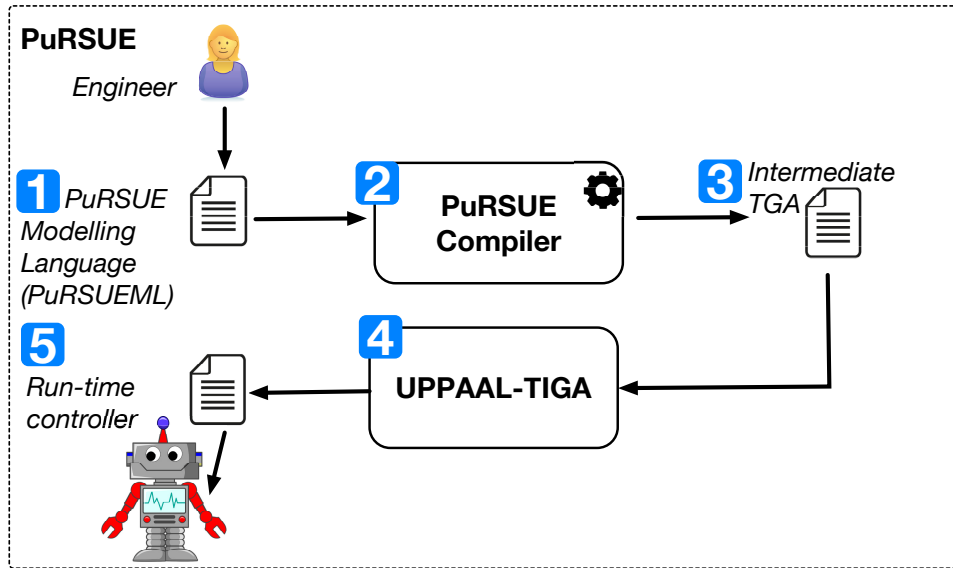 PuRSUE
Engineer
1 PuRSUE
Modelling
Language
(PuRSUEML)
2
PuRSUE
Compiler
3 Intermediate
TGA
4
UPPAAL-TIGA
5
Run-time
controller